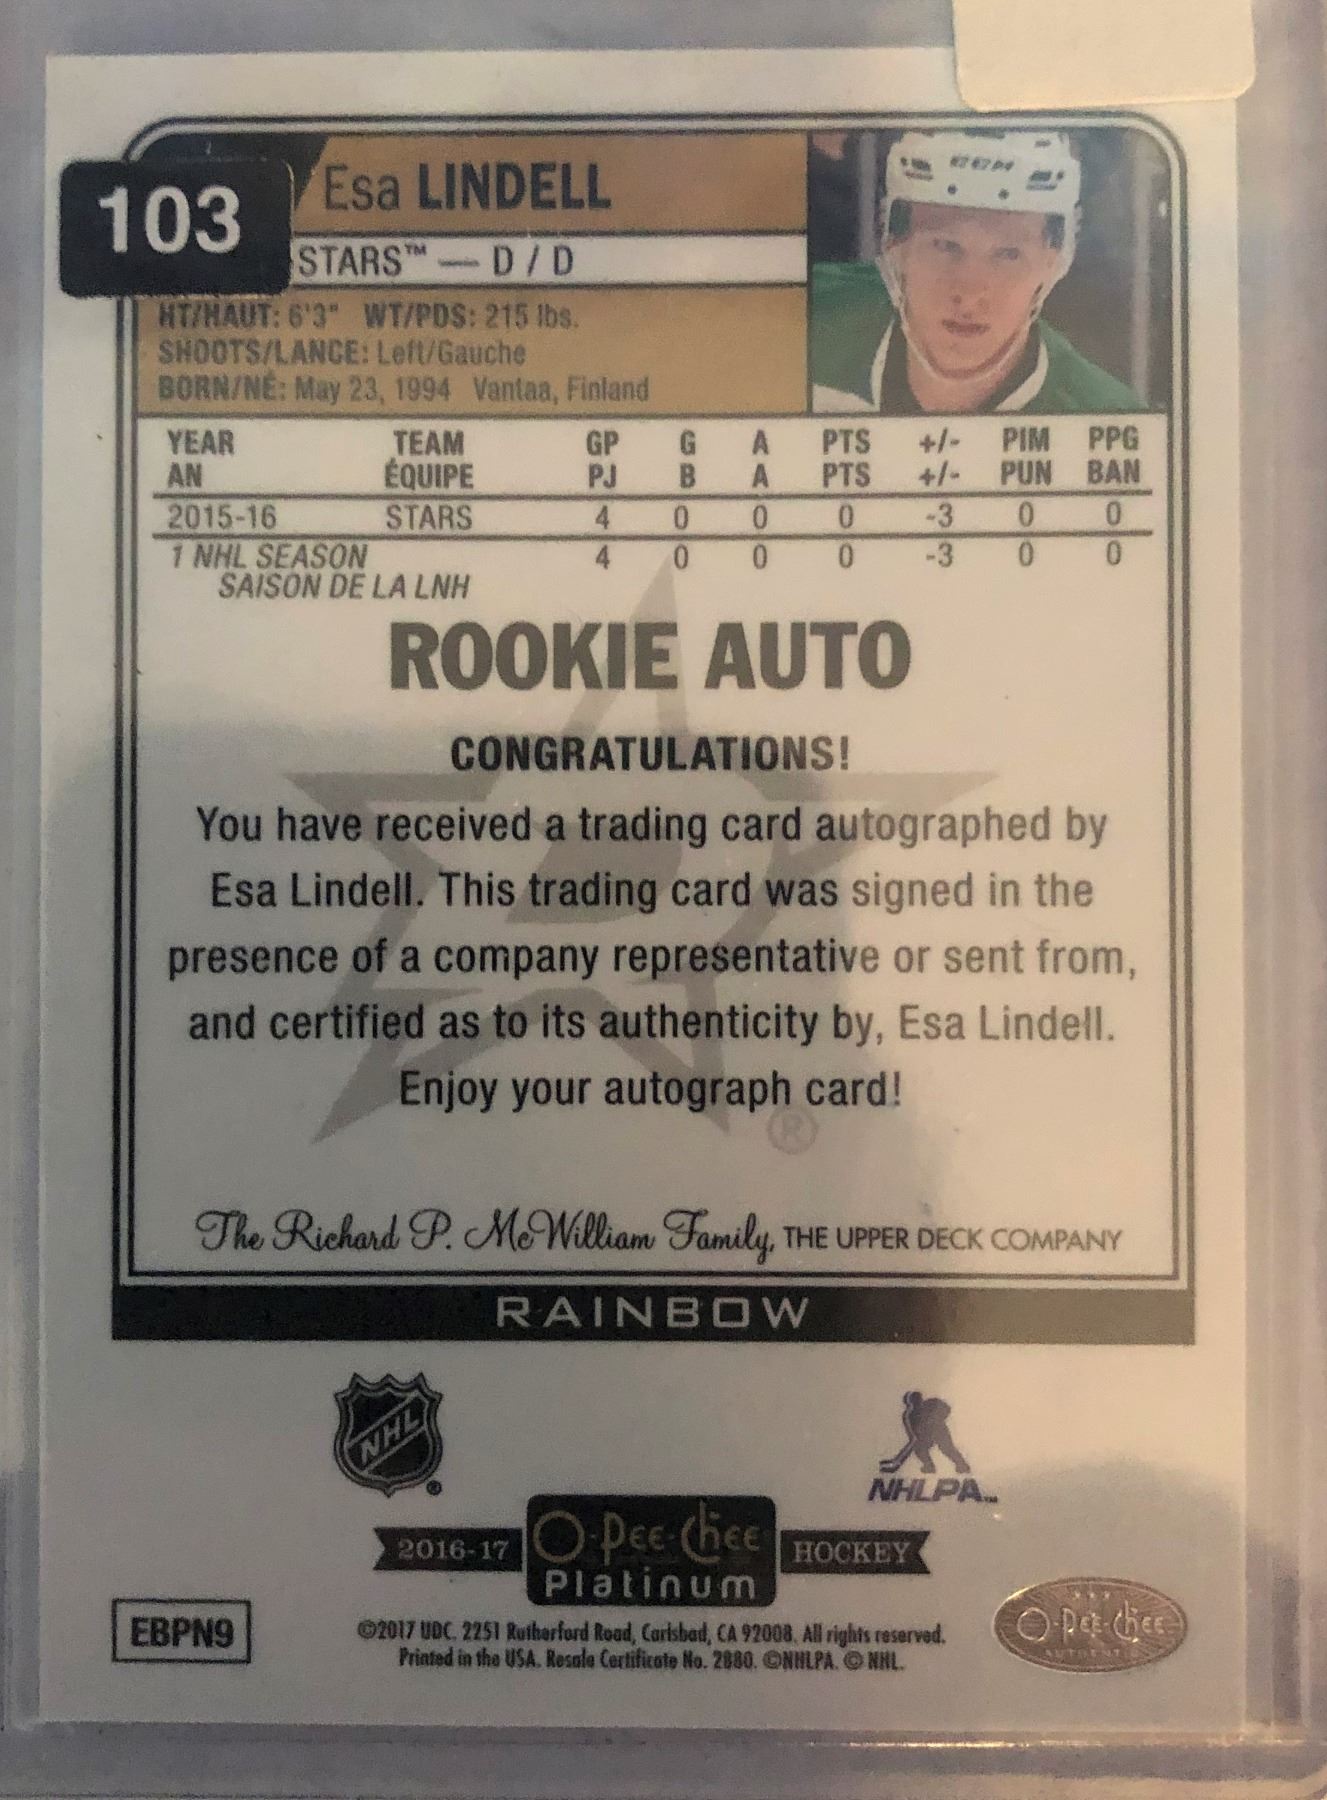 103
Esa LINDELL
STARS™ — D / D
HT/HAUT: 6'3" WT/PDS: 215 lbs.
SHOOTS/LANCE: Left/Gauche
BORN/NÉ: May 23, 1994 Vantaa, Finland
YEAR TEAM GP G A PTS +/- PIM PPG
AN ÉQUIPE PJ B A PTS +/- PUN BAN
2015-16 STARS 4 0 0 0 -3 0 0
1 NHL SEASON 4 0 0 0 -3 0 0
SAISON DE LA LNH
ROOKIE AUTO
CONGRATULATIONS!
You have received a trading card autographed by
Esa Lindell. This trading card was signed in the
presence of a company representative or sent from,
and certified as to its authenticity by, Esa Lindell.
Enjoy your autograph card!
®
The Richard P. McWilliam Family, THE UPPER DECK COMPANY
RAINBOW
NHL
NHLPA™
2016-17 O-Pee-Chee HOCKEY
Platinum
EBPN9
©2017 UDC. 2251 Rutherford Road, Carlsbad, CA 92008. All rights reserved.
Printed in the USA. Resale Certificate No. 2880. ©NHLPA. © NHL.
O-Pee-Chee
AUTHENTIC